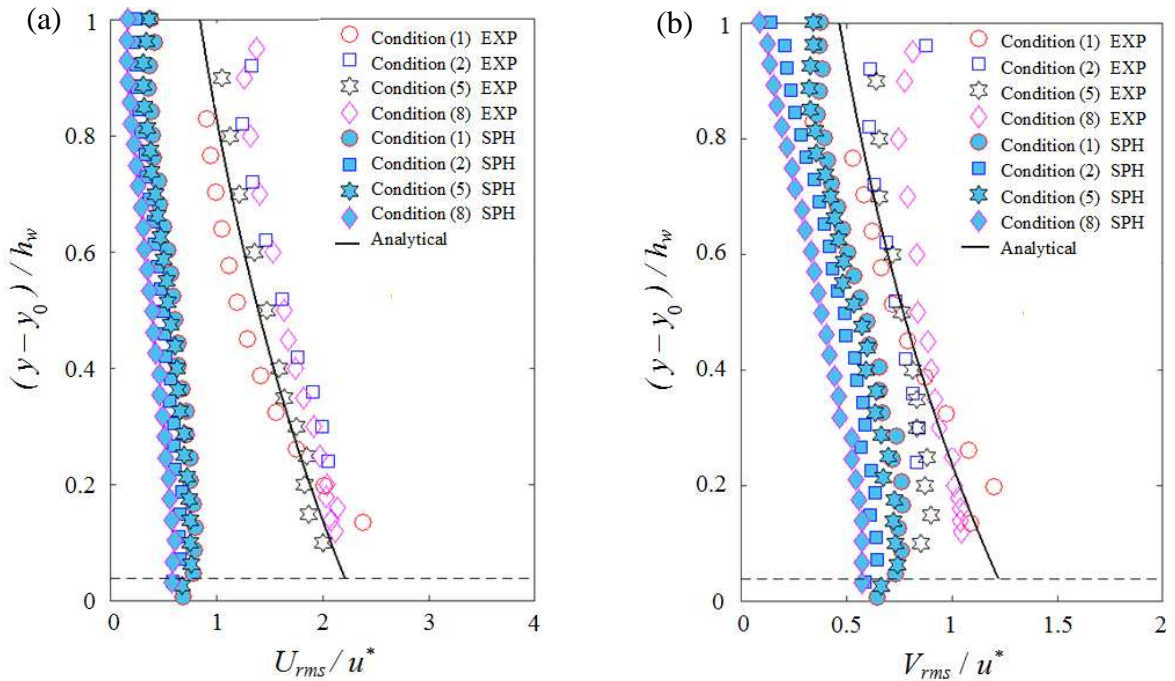 (a)
Condition (1) EXP
Condition (2) EXP
Condition (5) EXP
Condition (8) EXP
Condition (1) SPH
Condition (2) SPH
Condition (5) SPH
Condition (8) SPH
Analytical
1
0.8
0.6
0.4
0.2
0
(y − y0) / hw
0 1 2 3 4
Urms / u*
(b)
Condition (1) EXP
Condition (2) EXP
Condition (5) EXP
Condition (8) EXP
Condition (1) SPH
Condition (2) SPH
Condition (5) SPH
Condition (8) SPH
Analytical
1
0.8
0.6
0.4
0.2
0
(y − y0) / hw
0 0.5 1 1.5 2
Vrms / u*